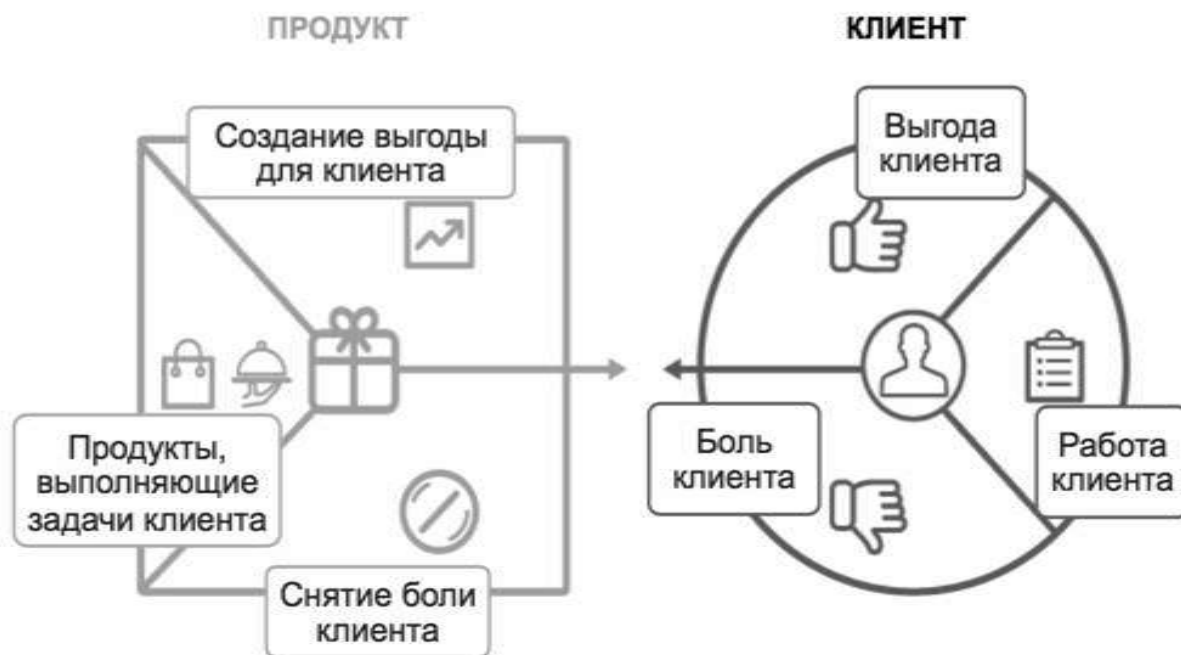 ПРОДУКТ
КЛИЕНТ
Создание выгоды
для клиента
Выгода
клиента
Продукты,
выполняющие
задачи клиента
Боль
клиента
Работа
клиента
Снятие боли
клиента